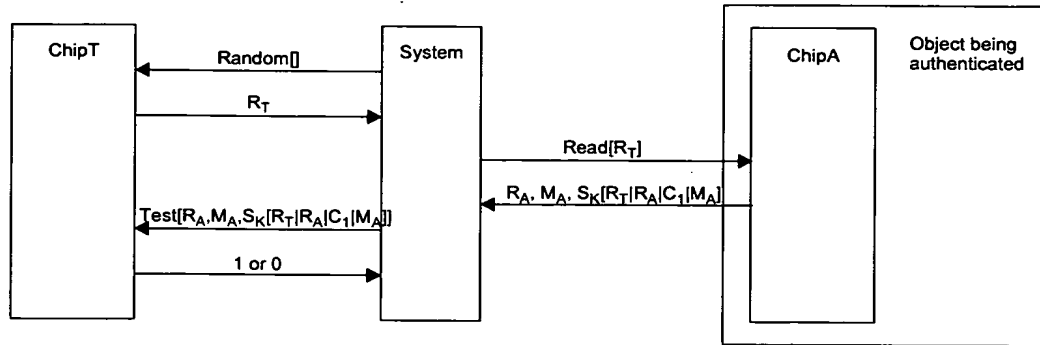 ChipT
System
ChipA
Object being
authenticated
Random[]
R_T
Read[R_T]
R_A, M_A, S_K[R_T|R_A|C_1|M_A]
Test[R_A,M_A,S_K[R_T|R_A|C_1|M_A]]
1 or 0